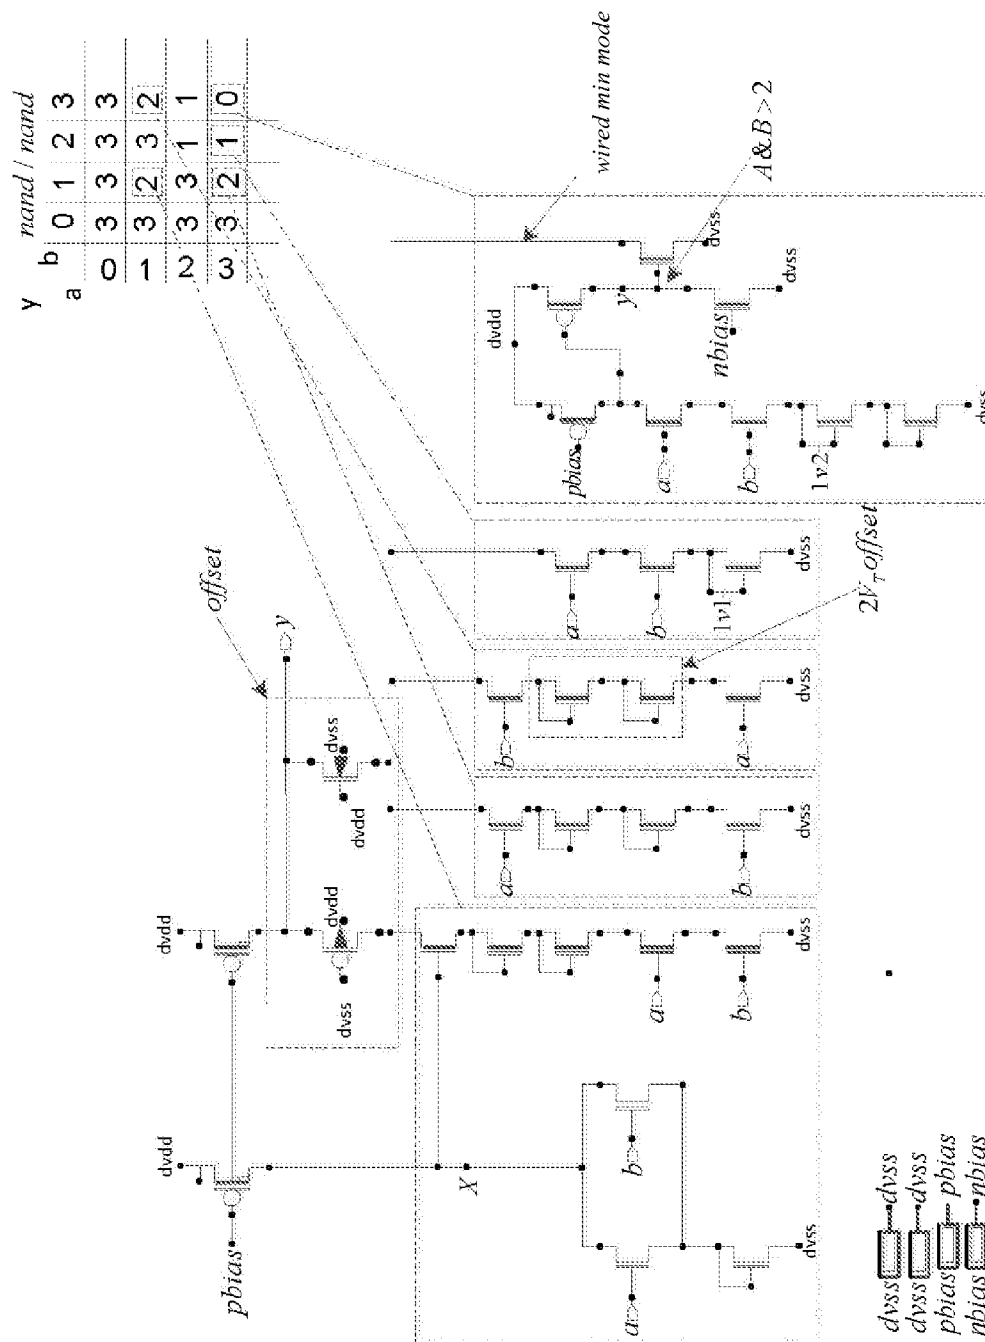 y nand / nand
b 0 1 2 3
a
0 3 3 3 3
1 3 2 3 2
2 3 3 1 1
3 3 2 1 0
wired min mode
A&B>2
offset
y
dvdd
dvdd
pbias
dvdd
dvss
dvss
dvdd
X
a
b
dvss
a
b
dvss
a
b
dvss
b
a
dvss
2V_T offset
a
b
1v1
dvss
dvdd
pbias
a
b
1v2
dvss
y
nbias
dvss
dvss
dvss dvss
dvss dvss
pbias pbias
nbias nbias